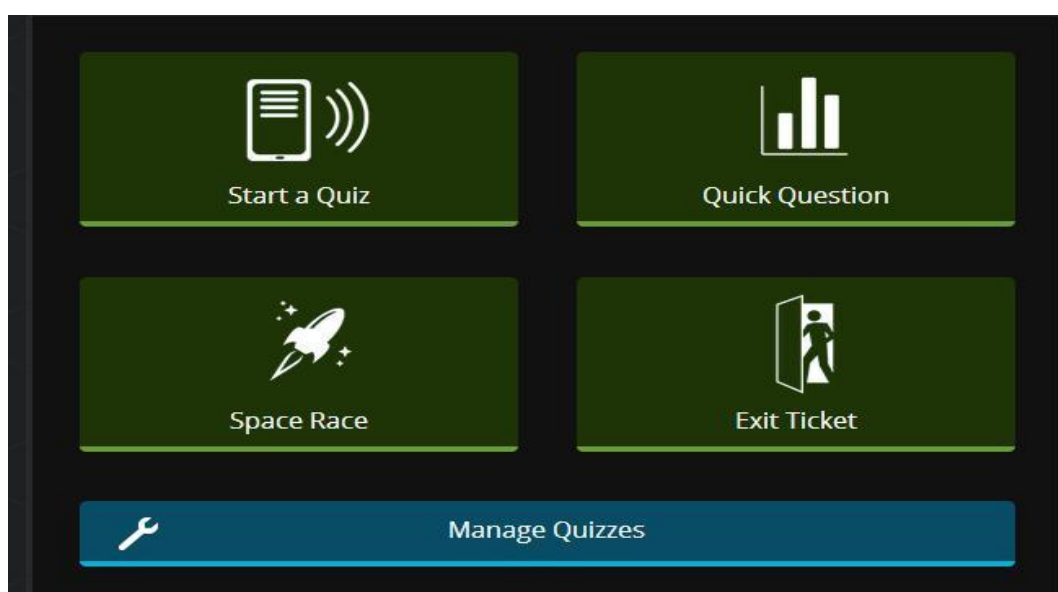 Start a Quiz
Quick Question
Space Race
Exit Ticket
Manage Quizzes